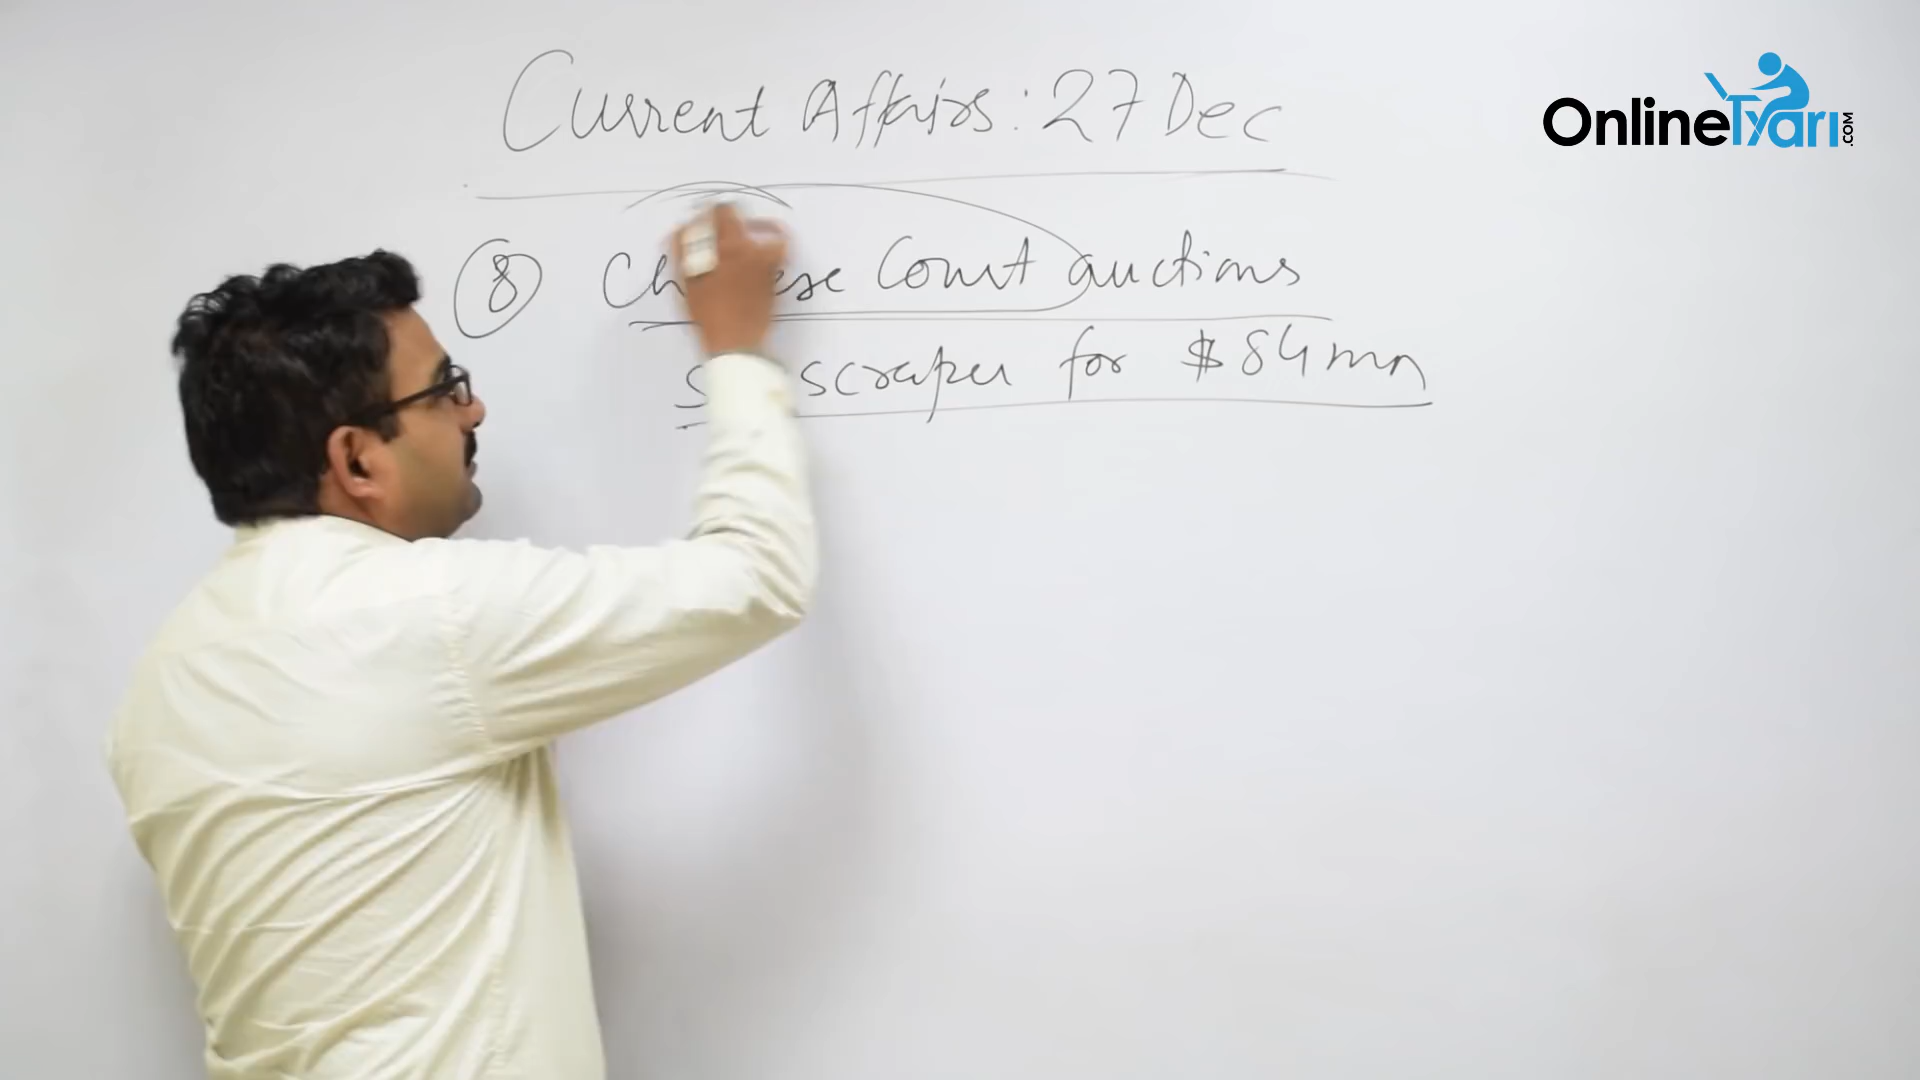 Current Affairs: 27 Dec
OnlineTyari.com
8 Court auctions
for $84mn